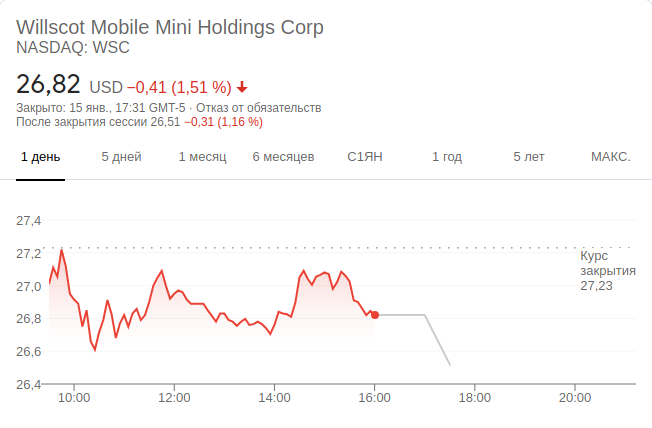 Willscot Mobile Mini Holdings Corp
NASDAQ: WSC
26,82 USD −0,41 (1,51 %)
Закрыто: 15 янв., 17:31 GMT-5 · Отказ от обязательств
После закрытия сессии 26,51 −0,31 (1,16 %)
1 день 5 дней 1 месяц 6 месяцев С1ЯН 1 год 5 лет МАКС.
27,4
27,2
27,0
26,8
26,6
26,4
Курс
закрытия
27,23
10:00 12:00 14:00 16:00 18:00 20:00